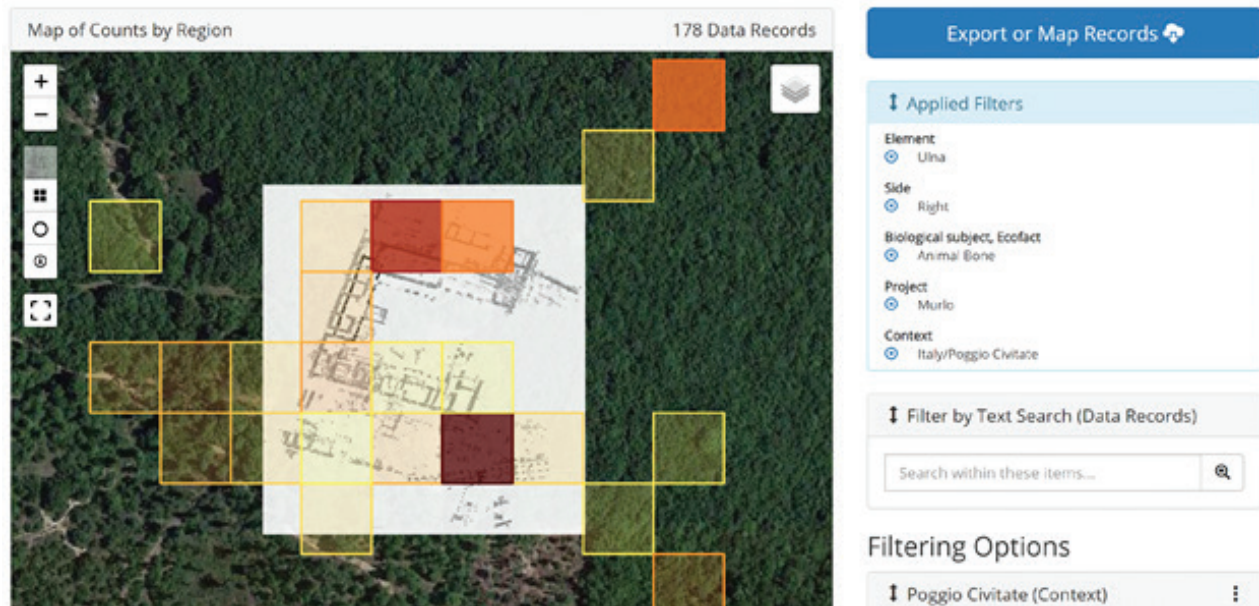 Map of Counts by Region
178 Data Records
+
−
Export or Map Records
Applied Filters
Element
Ulna
Side
Right
Biological subject, Ecofact
Animal Bone
Project
Murlo
Context
Italy/Poggio Civitate
Filter by Text Search (Data Records)
Search within these items...
Filtering Options
Poggio Civitate (Context)